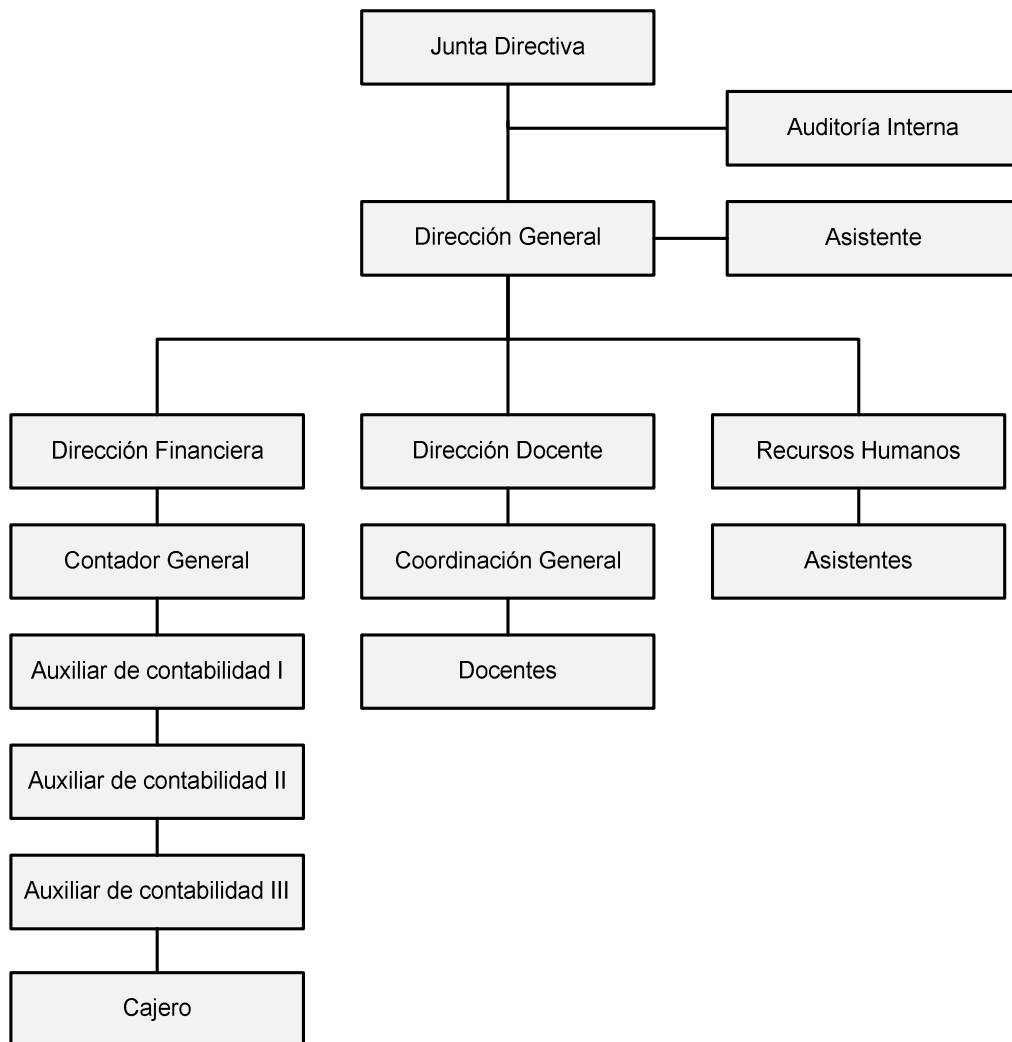 Junta Directiva
Auditoría Interna
Dirección General
Asistente
Dirección Financiera
Dirección Docente
Recursos Humanos
Contador General
Coordinación General
Asistentes
Auxiliar de contabilidad I
Docentes
Auxiliar de contabilidad II
Auxiliar de contabilidad III
Cajero